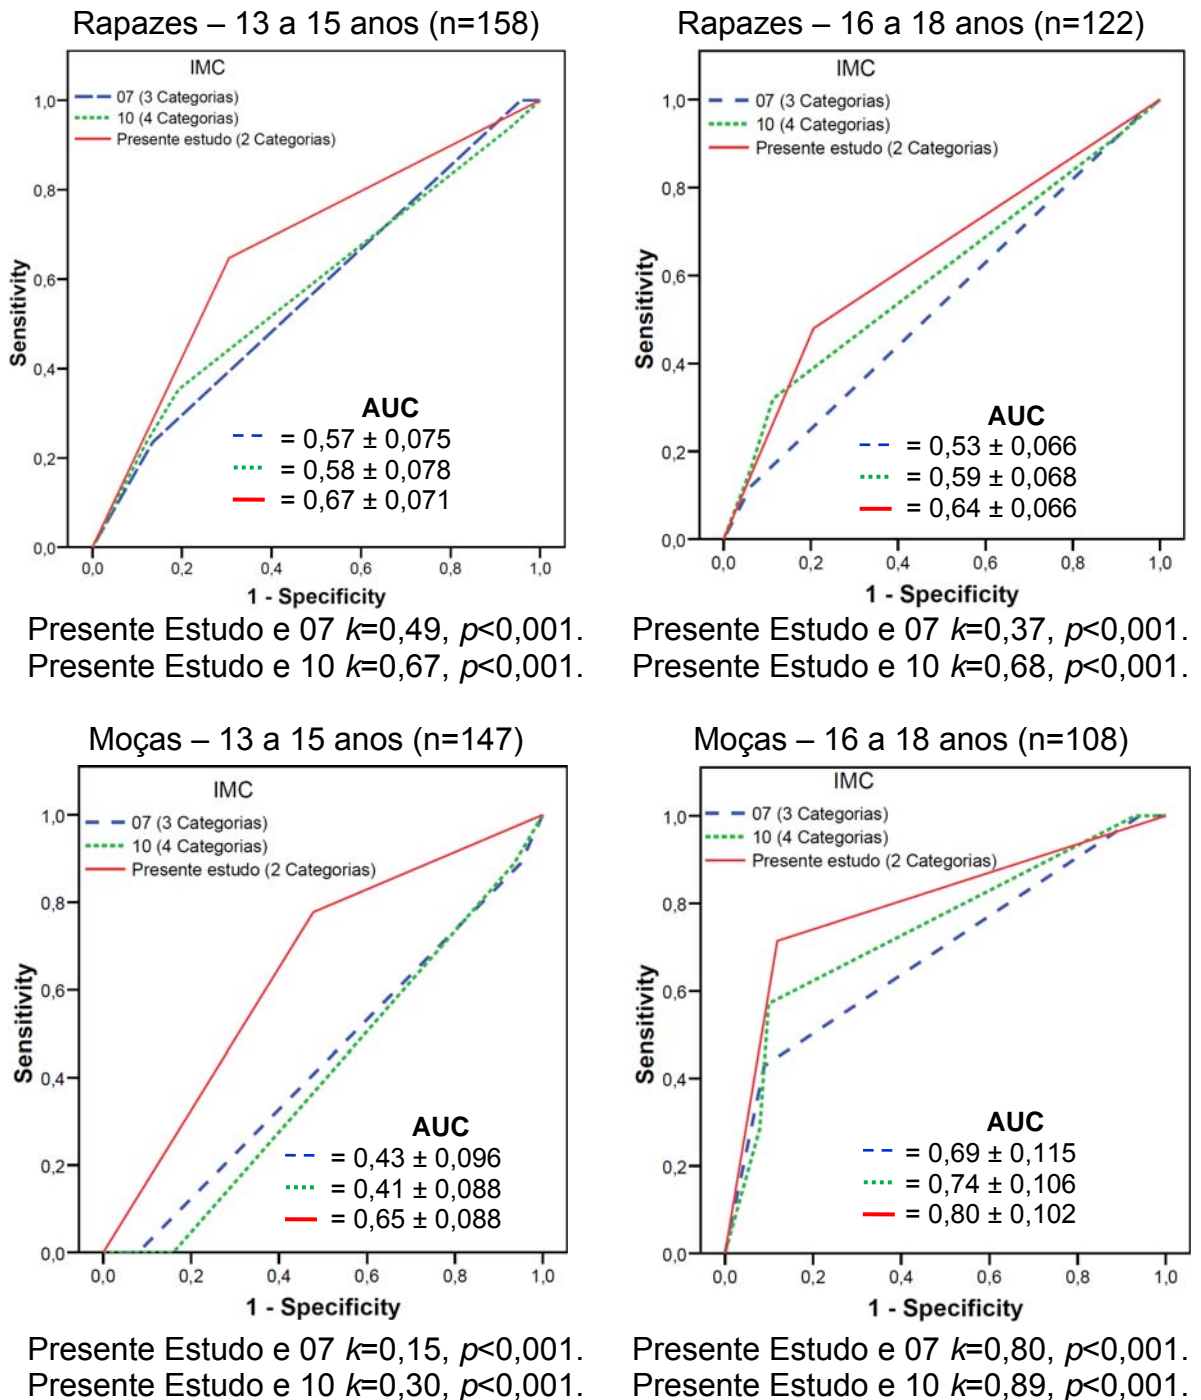 Rapazes – 13 a 15 anos (n=158)
IMC
07 (3 Categorias)
10 (4 Categorias)
Presente estudo (2 Categorias)
1,0
0,8
0,6
0,4
0,2
0,0
Sensitivity
AUC
= 0,57 ± 0,075
= 0,58 ± 0,078
= 0,67 ± 0,071
0,0 0,2 0,4 0,6 0,8 1,0
1 - Specificity
Presente Estudo e 07 k=0,49, p<0,001.
Presente Estudo e 10 k=0,67, p<0,001.
Rapazes – 16 a 18 anos (n=122)
IMC
07 (3 Categorias)
10 (4 Categorias)
Presente estudo (2 Categorias)
1,0
0,8
0,6
0,4
0,2
0,0
Sensitivity
AUC
= 0,53 ± 0,066
= 0,59 ± 0,068
= 0,64 ± 0,066
0,0 0,2 0,4 0,6 0,8 1,0
1 - Specificity
Presente Estudo e 07 k=0,37, p<0,001.
Presente Estudo e 10 k=0,68, p<0,001.
Moças – 13 a 15 anos (n=147)
IMC
07 (3 Categorias)
10 (4 Categorias)
Presente estudo (2 Categorias)
1,0
0,8
0,6
0,4
0,2
0,0
Sensitivity
AUC
= 0,43 ± 0,096
= 0,41 ± 0,088
= 0,65 ± 0,088
0,0 0,2 0,4 0,6 0,8 1,0
1 - Specificity
Presente Estudo e 07 k=0,15, p<0,001.
Presente Estudo e 10 k=0,30, p<0,001.
Moças – 16 a 18 anos (n=108)
IMC
07 (3 Categorias)
10 (4 Categorias)
Presente estudo (2 Categorias)
1,0
0,8
0,6
0,4
0,2
0,0
Sensitivity
AUC
= 0,69 ± 0,115
= 0,74 ± 0,106
= 0,80 ± 0,102
0,0 0,2 0,4 0,6 0,8 1,0
1 - Specificity
Presente Estudo e 07 k=0,80, p<0,001.
Presente Estudo e 10 k=0,89, p<0,001.